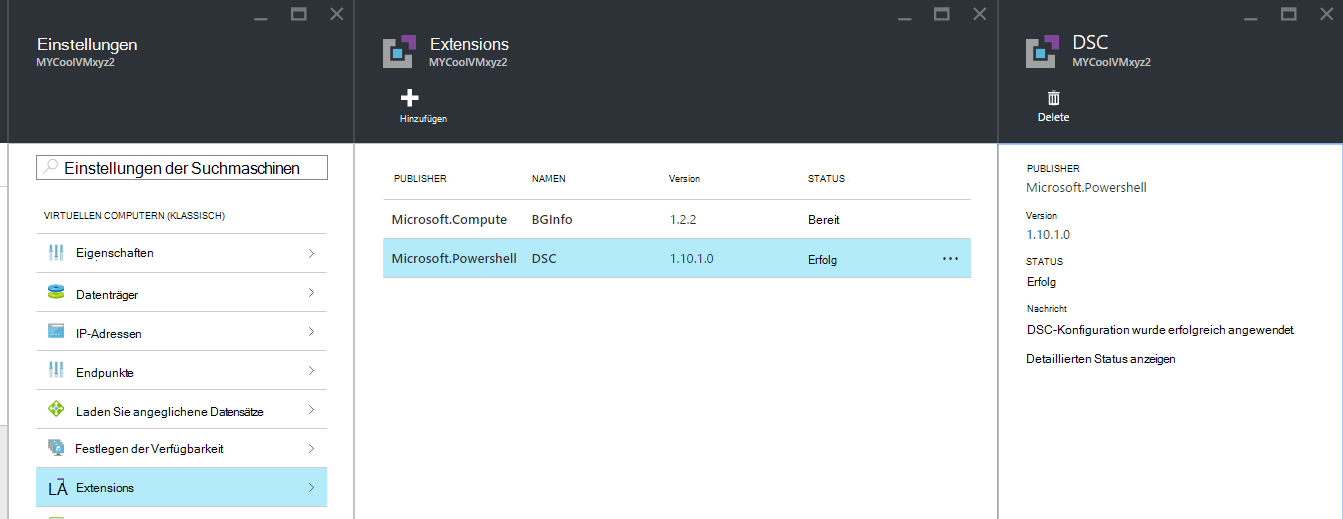 Einstellungen
MYCoolVMxyz2
Einstellungen der Suchmaschinen
VIRTUELLEN COMPUTERN (KLASSISCH)
Eigenschaften
Datenträger
IP-Adressen
Endpunkte
Laden Sie angeglichene Datensätze
Festlegen der Verfügbarkeit
LÄ Extensions
Extensions
MYCoolVMxyz2
Hinzufügen
PUBLISHER NAMEN Version STATUS
Microsoft.Compute BGInfo 1.2.2 Bereit
Microsoft.Powershell DSC 1.10.1.0 Erfolg ...
DSC
MYCoolVMxyz2
Delete
PUBLISHER
Microsoft.Powershell
Version
1.10.1.0
STATUS
Erfolg
Nachricht
DSC-Konfiguration wurde erfolgreich angewendet.
Detaillierten Status anzeigen